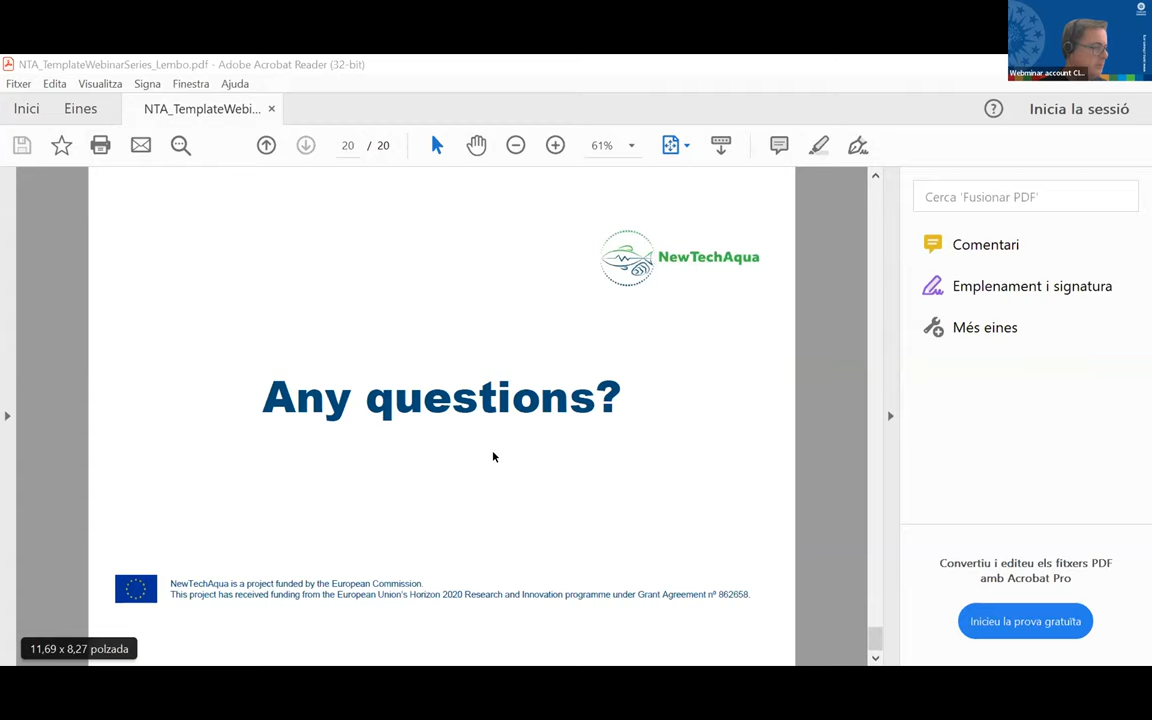 Webminar account Cl...
NTA_TemplateWebinarSeries_Lembo.pdf - Adobe Acrobat Reader (32-bit)
Fitxer Edita Visualitza Signa Finestra Ajuda
Inici Eines NTA_TemplateWebi... × Inicia la sessió
20 / 20 61%
Cerca 'Fusionar PDF'
Comentari
Emplenament i signatura
Més eines
NewTechAqua
Any questions?
NewTechAqua is a project funded by the European Commission.
This project has received funding from the European Union's Horizon 2020 Research and Innovation programme under Grant Agreement nº 862658.
Convertiu i editeu els fitxers PDF
amb Acrobat Pro
Inicieu la prova gratuïta
11,69 x 8,27 polzada